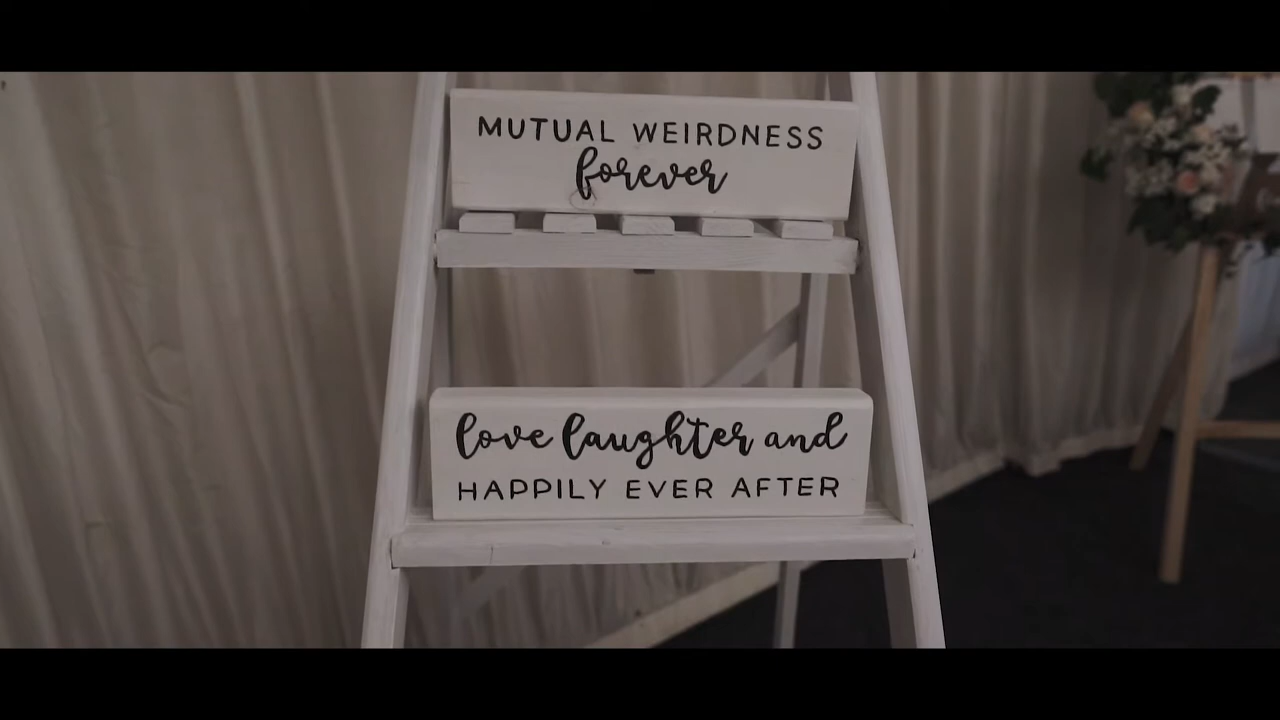 MUTUAL WEIRDNESS
forever
love laughter and
HAPPILY EVER AFTER